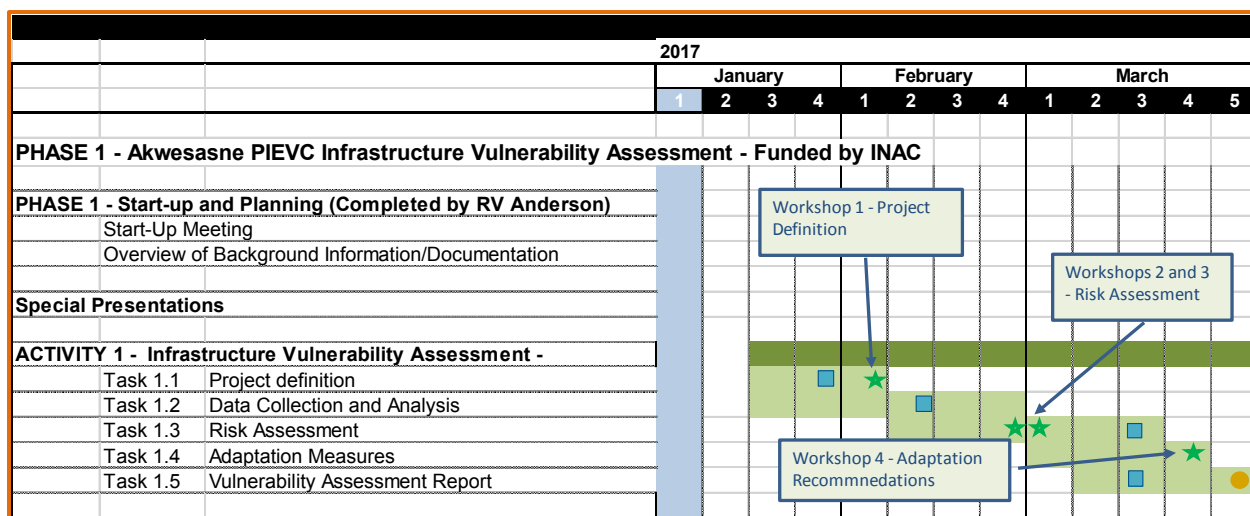 2017
January February March
1 2 3 4 1 2 3 4 1 2 3 4 5
PHASE 1 - Akwesasne PIEVC Infrastructure Vulnerability Assessment - Funded by INAC
PHASE 1 - Start-up and Planning (Completed by RV Anderson)
Start-Up Meeting
Overview of Background Information/Documentation
Workshop 1 - Project
Definition
Workshops 2 and 3
- Risk Assessment
Special Presentations
ACTIVITY 1 - Infrastructure Vulnerability Assessment -
Task 1.1 Project definition
Task 1.2 Data Collection and Analysis
Task 1.3 Risk Assessment
Task 1.4 Adaptation Measures
Task 1.5 Vulnerability Assessment Report
Workshop 4 - Adaptation
Recommnedations